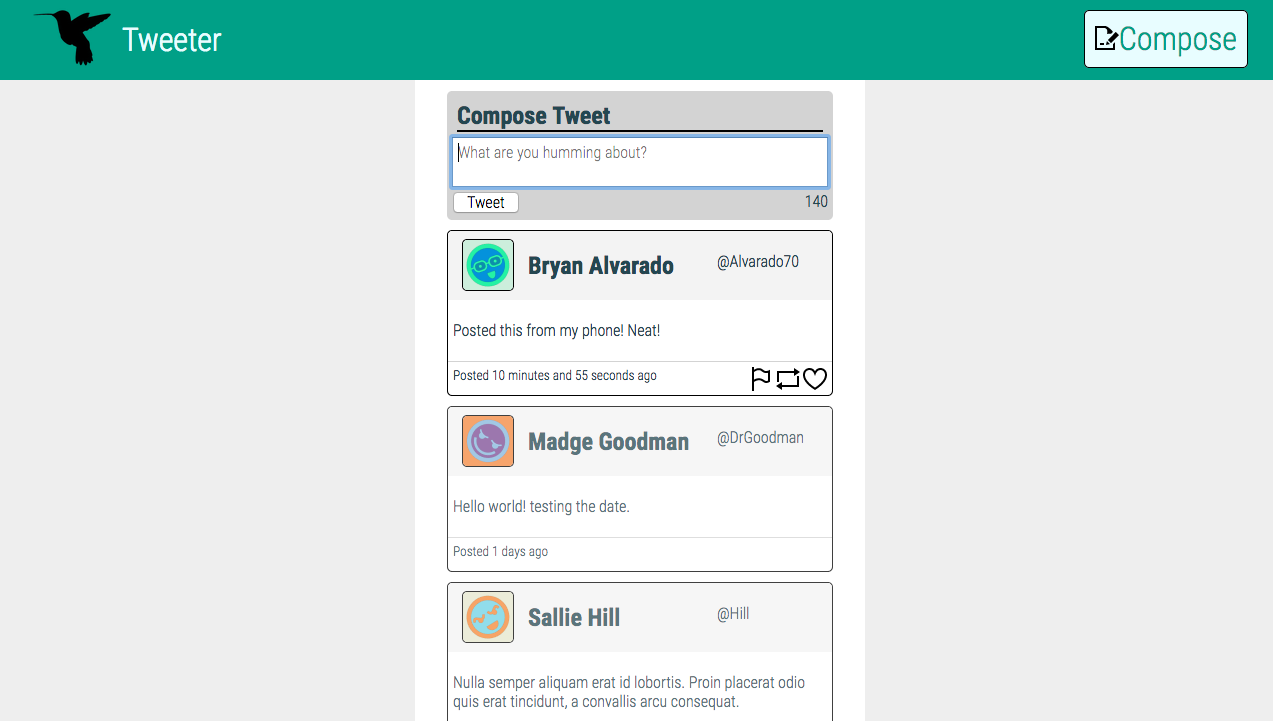 Tweeter
Compose
Compose Tweet
What are you humming about?
Tweet
140
Bryan Alvarado
@Alvarado70
Posted this from my phone! Neat!
Posted 10 minutes and 55 seconds ago
Madge Goodman
@DrGoodman
Hello world! testing the date.
Posted 1 days ago
Sallie Hill
@Hill
Nulla semper aliquam erat id lobortis. Proin placerat odio
quis erat tincidunt, a convallis arcu consequat.